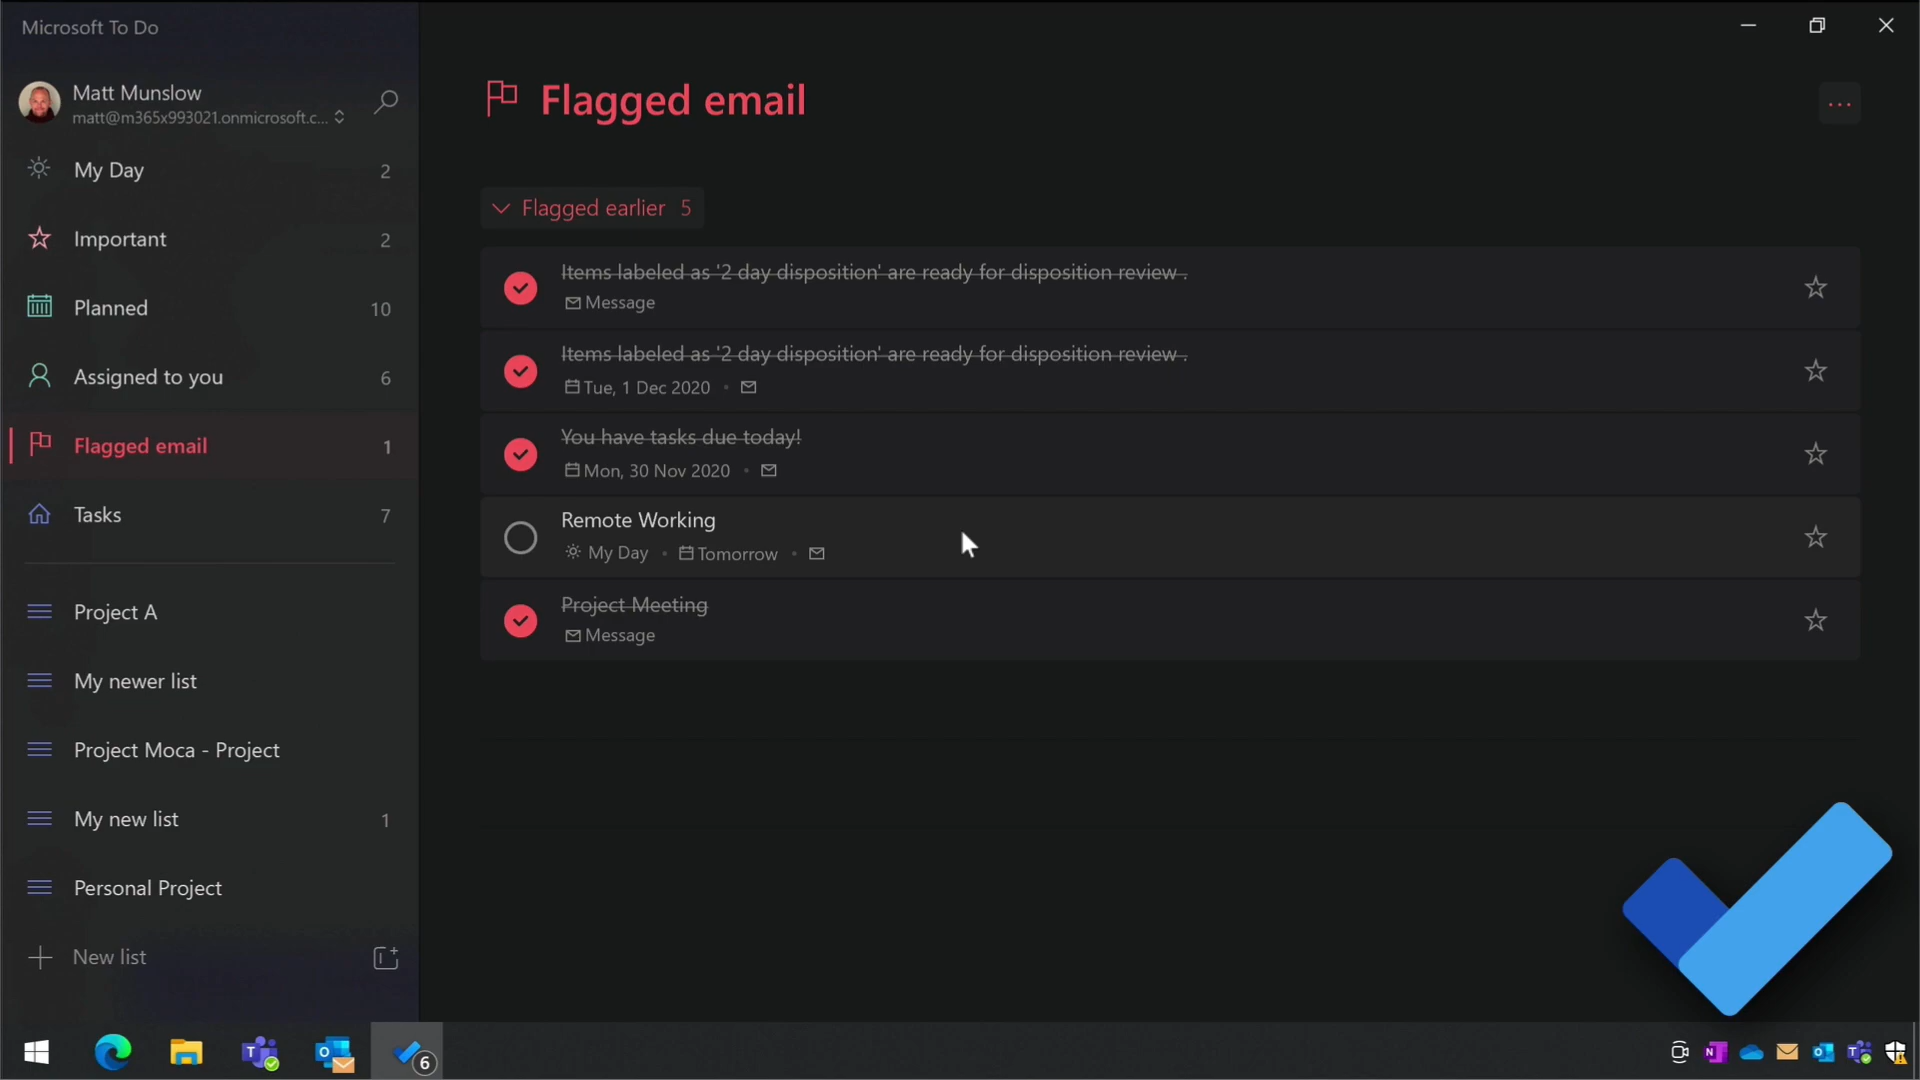 Microsoft To Do
Matt Munslow
matt@m365x993021.onmicrosoft.c...
My Day 2
Important 2
Planned 10
Assigned to you 6
Flagged email 1
Tasks 7
Project A
My newer list
Project Moca - Project
My new list 1
Personal Project
New list
Flagged email
Flagged earlier 5
Items labeled as '2 day disposition' are ready for disposition review .
Message
Items labeled as '2 day disposition' are ready for disposition review .
Tue, 1 Dec 2020 •
You have tasks due today!
Mon, 30 Nov 2020 •
Remote Working
My Day • Tomorrow •
Project Meeting
Message
6